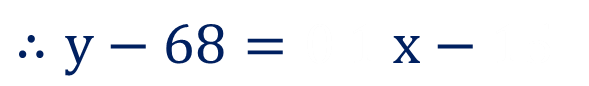 ∴ y – 68 = x –